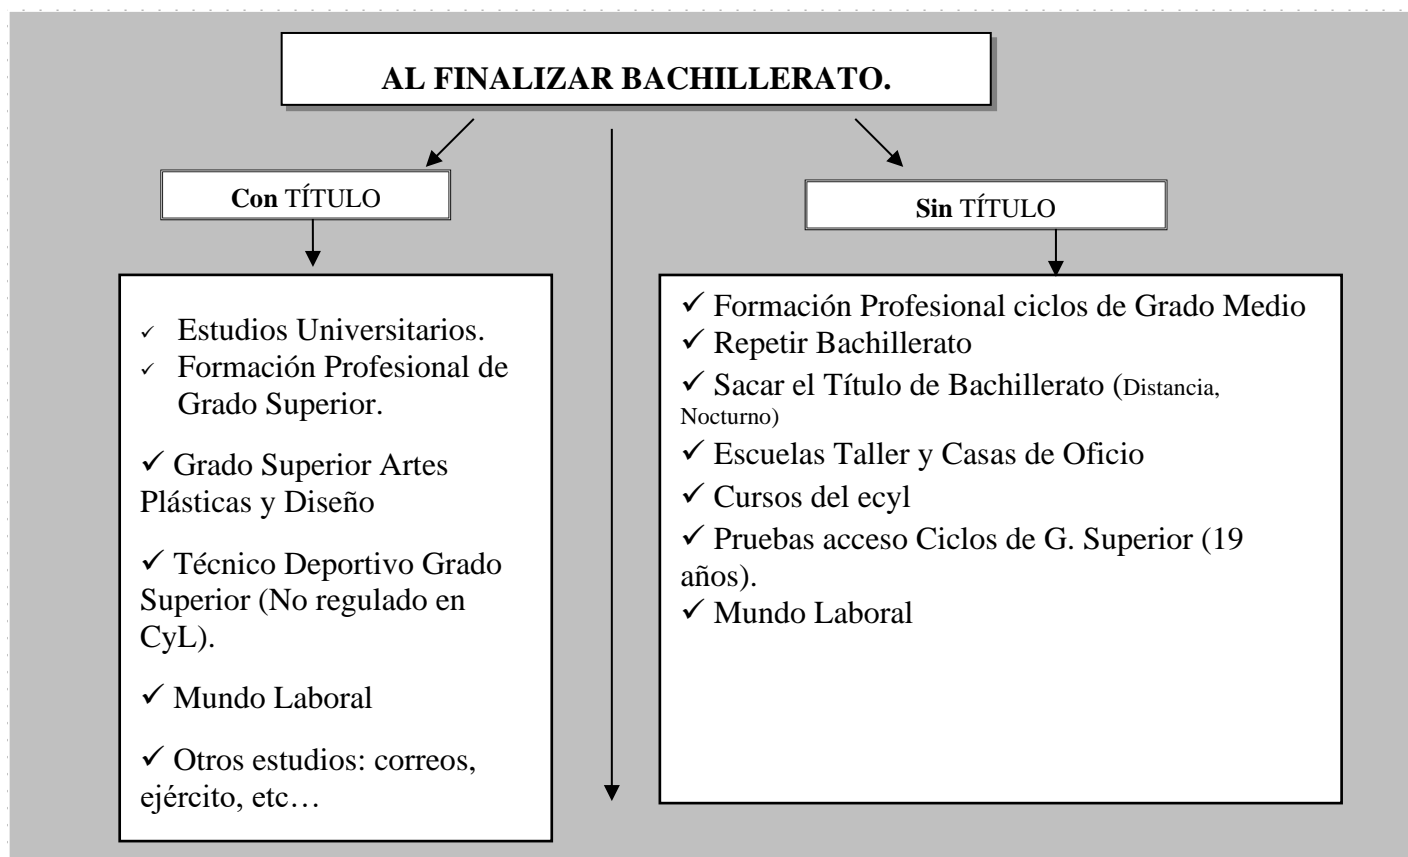 AL FINALIZAR BACHILLERATO.
Con TÍTULO
✓ Estudios Universitarios.
✓ Formación Profesional de
Grado Superior.
✓ Grado Superior Artes
Plásticas y Diseño
✓ Técnico Deportivo Grado
Superior (No regulado en
CyL).
✓ Mundo Laboral
✓ Otros estudios: correos,
ejército, etc…
Sin TÍTULO
✓ Formación Profesional ciclos de Grado Medio
✓ Repetir Bachillerato
✓ Sacar el Título de Bachillerato (Distancia,
Nocturno)
✓ Escuelas Taller y Casas de Oficio
✓ Cursos del ecyl
✓ Pruebas acceso Ciclos de G. Superior (19
años).
✓ Mundo Laboral